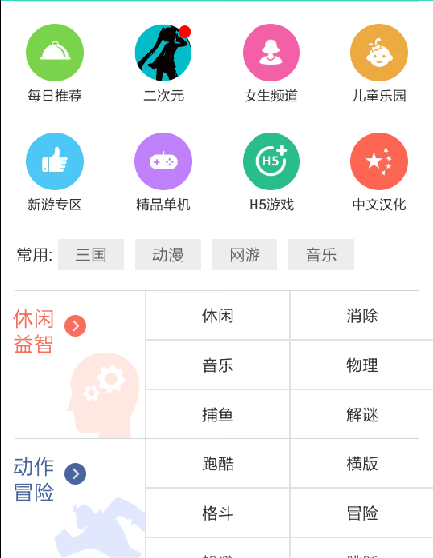 每日推荐 二次元 女生频道 儿童乐园
H5
新游专区 精品单机 H5游戏 中文汉化
常用: 三国 动漫 网游 音乐
休闲益智
休闲 消除
音乐 物理
捕鱼 解谜
动作冒险
跑酷 横版
格斗 冒险